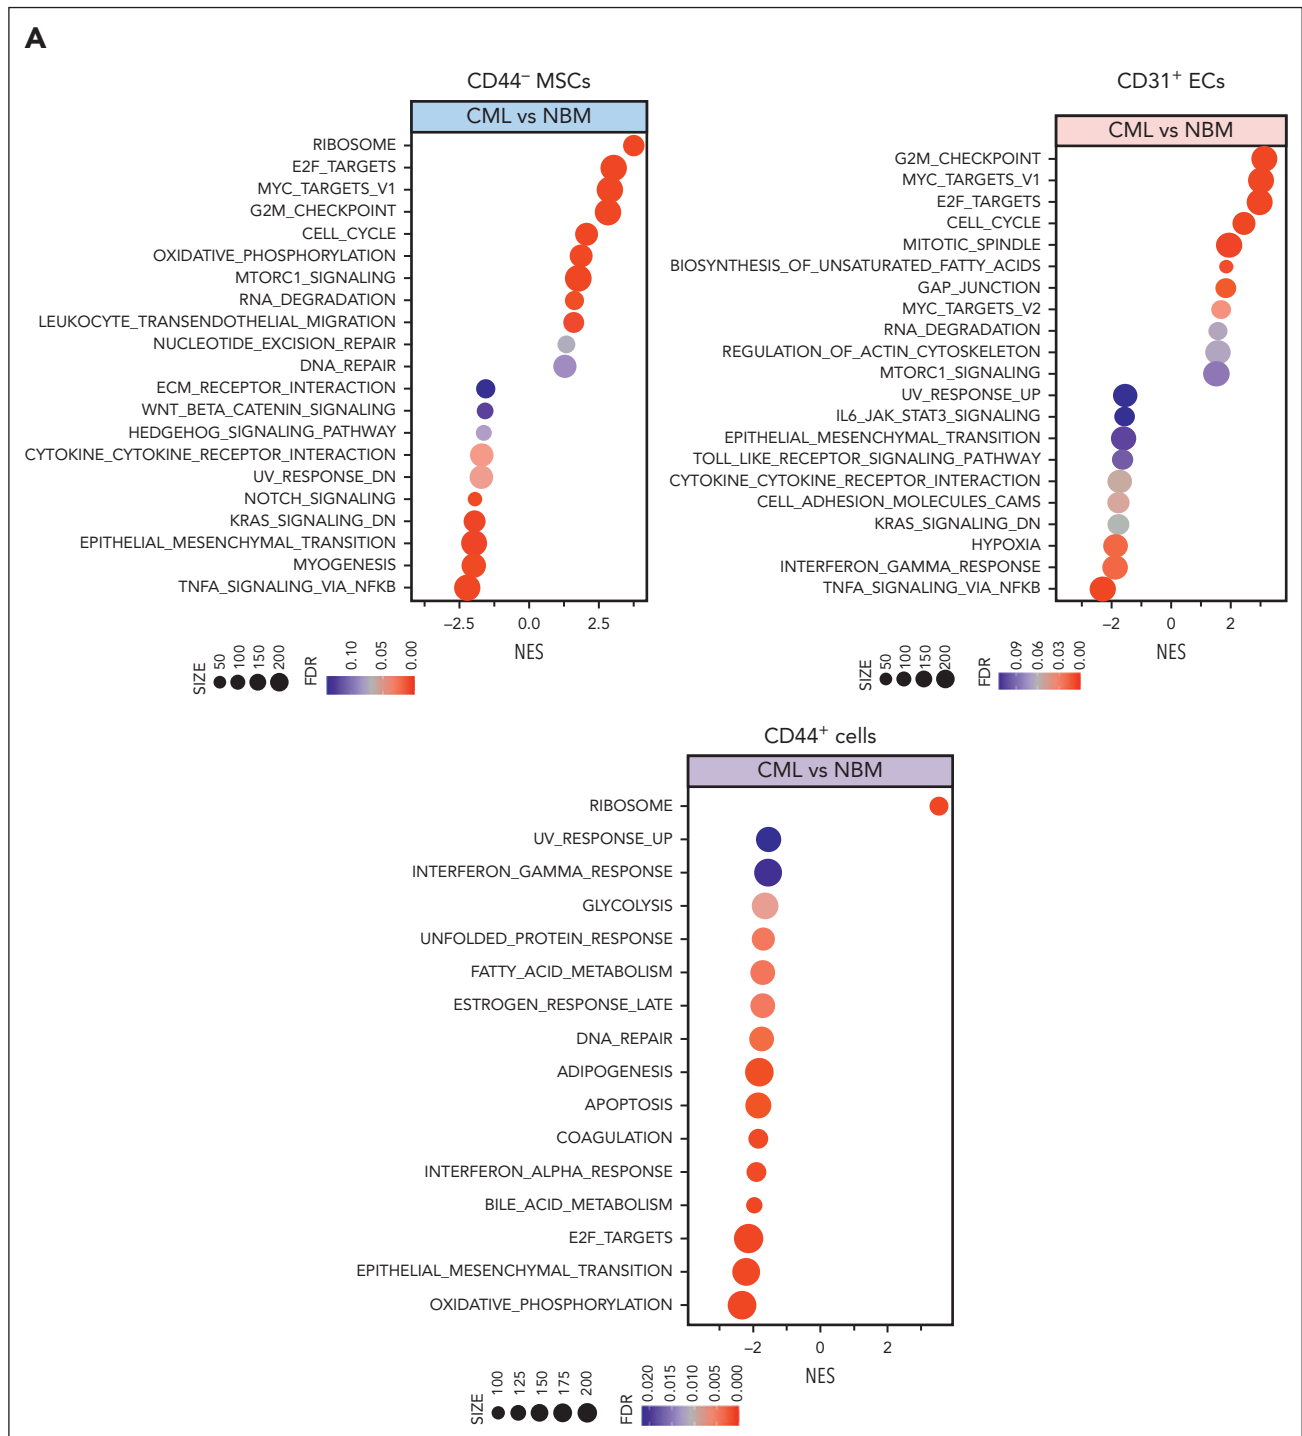 A
CD44⁻ MSCs
CML vs NBM
RIBOSOME
E2F_TARGETS
MYC_TARGETS_V1
G2M_CHECKPOINT
CELL_CYCLE
OXIDATIVE_PHOSPHORYLATION
MTORC1_SIGNALING
RNA_DEGRADATION
LEUKOCYTE_TRANSENDOTHELIAL_MIGRATION
NUCLEOTIDE_EXCISION_REPAIR
DNA_REPAIR
ECM_RECEPTOR_INTERACTION
WNT_BETA_CATENIN_SIGNALING
HEDGEHOG_SIGNALING_PATHWAY
CYTOKINE_CYTOKINE_RECEPTOR_INTERACTION
UV_RESPONSE_DN
NOTCH_SIGNALING
KRAS_SIGNALING_DN
EPITHELIAL_MESENCHYMAL_TRANSITION
MYOGENESIS
TNFA_SIGNALING_VIA_NFKB
−2.5 0.0 2.5
NES
SIZE 50 100 150 200
FDR 0.10 0.05 0.00
CD31⁺ ECs
CML vs NBM
G2M_CHECKPOINT
MYC_TARGETS_V1
E2F_TARGETS
CELL_CYCLE
MITOTIC_SPINDLE
BIOSYNTHESIS_OF_UNSATURATED_FATTY_ACIDS
GAP_JUNCTION
MYC_TARGETS_V2
RNA_DEGRADATION
REGULATION_OF_ACTIN_CYTOSKELETON
MTORC1_SIGNALING
UV_RESPONSE_UP
IL6_JAK_STAT3_SIGNALING
EPITHELIAL_MESENCHYMAL_TRANSITION
TOLL_LIKE_RECEPTOR_SIGNALING_PATHWAY
CYTOKINE_CYTOKINE_RECEPTOR_INTERACTION
CELL_ADHESION_MOLECULES_CAMS
KRAS_SIGNALING_DN
HYPOXIA
INTERFERON_GAMMA_RESPONSE
TNFA_SIGNALING_VIA_NFKB
−2 0 2
NES
SIZE 50 100 150 200
FDR 0.09 0.06 0.03 0.00
CD44⁺ cells
CML vs NBM
RIBOSOME
UV_RESPONSE_UP
INTERFERON_GAMMA_RESPONSE
GLYCOLYSIS
UNFOLDED_PROTEIN_RESPONSE
FATTY_ACID_METABOLISM
ESTROGEN_RESPONSE_LATE
DNA_REPAIR
ADIPOGENESIS
APOPTOSIS
COAGULATION
INTERFERON_ALPHA_RESPONSE
BILE_ACID_METABOLISM
E2F_TARGETS
EPITHELIAL_MESENCHYMAL_TRANSITION
OXIDATIVE_PHOSPHORYLATION
−2 0 2
NES
SIZE 100 125 150 175 200
FDR 0.020 0.015 0.010 0.005 0.000